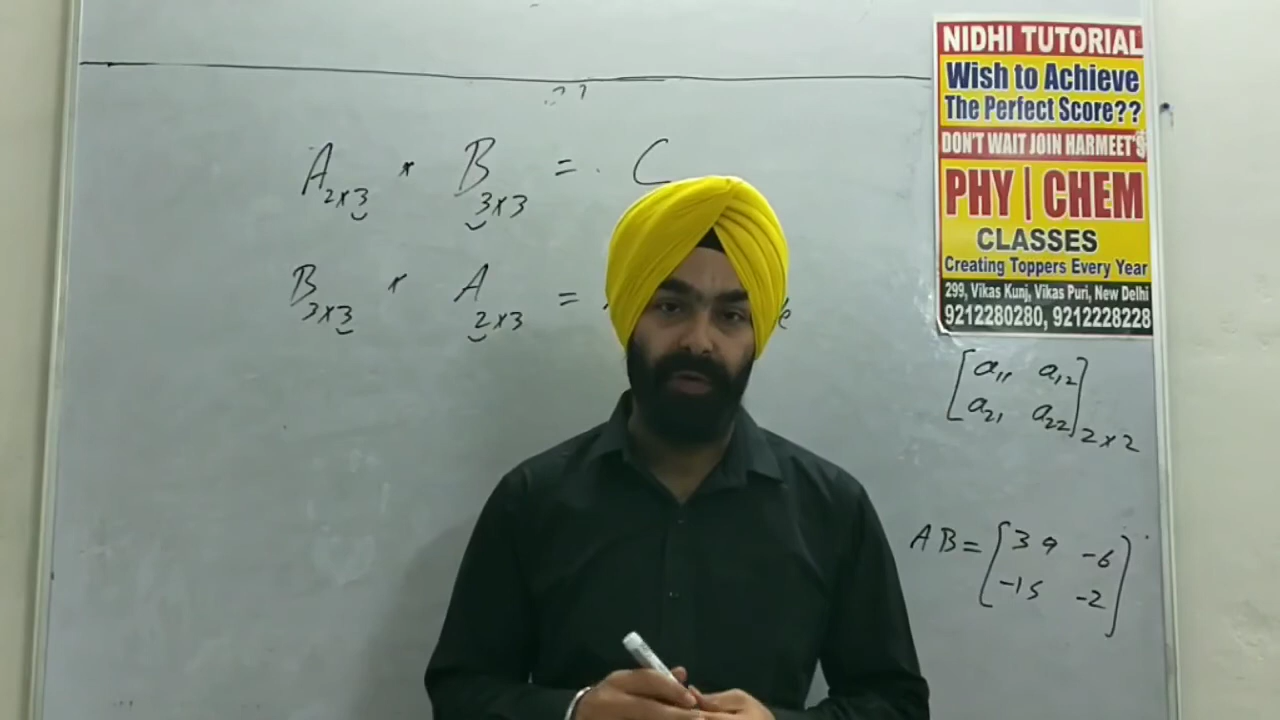 NIDHI TUTORIAL
Wish to Achieve
The Perfect Score??
DON'T WAIT JOIN HARMEET'S
PHY | CHEM
CLASSES
Creating Toppers Every Year
299, Vikas Kunj, Vikas Puri, New Delhi
9212280280, 9212228228
A₂ₓ₃ × B₃ₓ₃ = C
B₃ₓ₃ × A₂ₓ₃ =
[a₁₁ a₁₂
a₂₁ a₂₂]₂ₓ₂
AB = [39 -6
-15 -2]